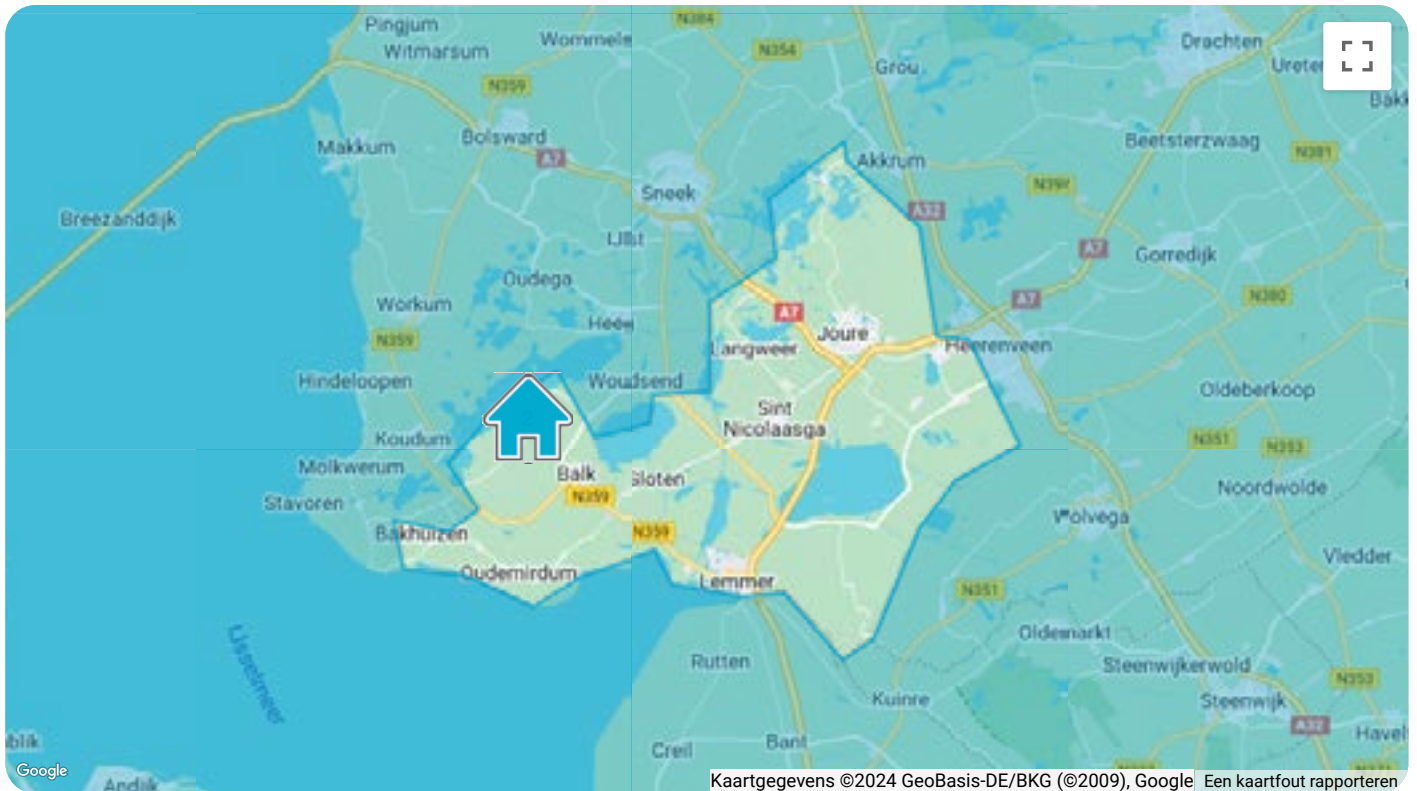 Pingjum
Witmarsum
Wommels
N384
N354
Grou
Drachten
Ureter
Bakk
N359
Bolsward
A7
Makkum
Akkrum
Beetsterzwaag
N381
Sneek
Breezanddijk
IJlst
A32
A7
Gorredijk
Oudega
Workum
Heeg
A7
Joure
A7
N380
N359
Langweer
Heerenveen
Hindeloopen
Woudsend
Oldeberkoop
Sint
Nicolaasga
Koudum
N351
N353
Molkwerum
Balk
Sloten
Noordwolde
Stavoren
N359
Wolvega
Bakhuizen
N359
Vledder
Oudemirdum
Lemmer
N351
IJsselmeer
Oldemarkt
Rutten
Steenwijkerwold
N353
Kuinre
Steenwijk
A32
blik
Creil
Bant
Havel
Andijk
Google
Kaartgegevens ©2024 GeoBasis-DE/BKG (©2009), Google
Een kaartfout rapporteren